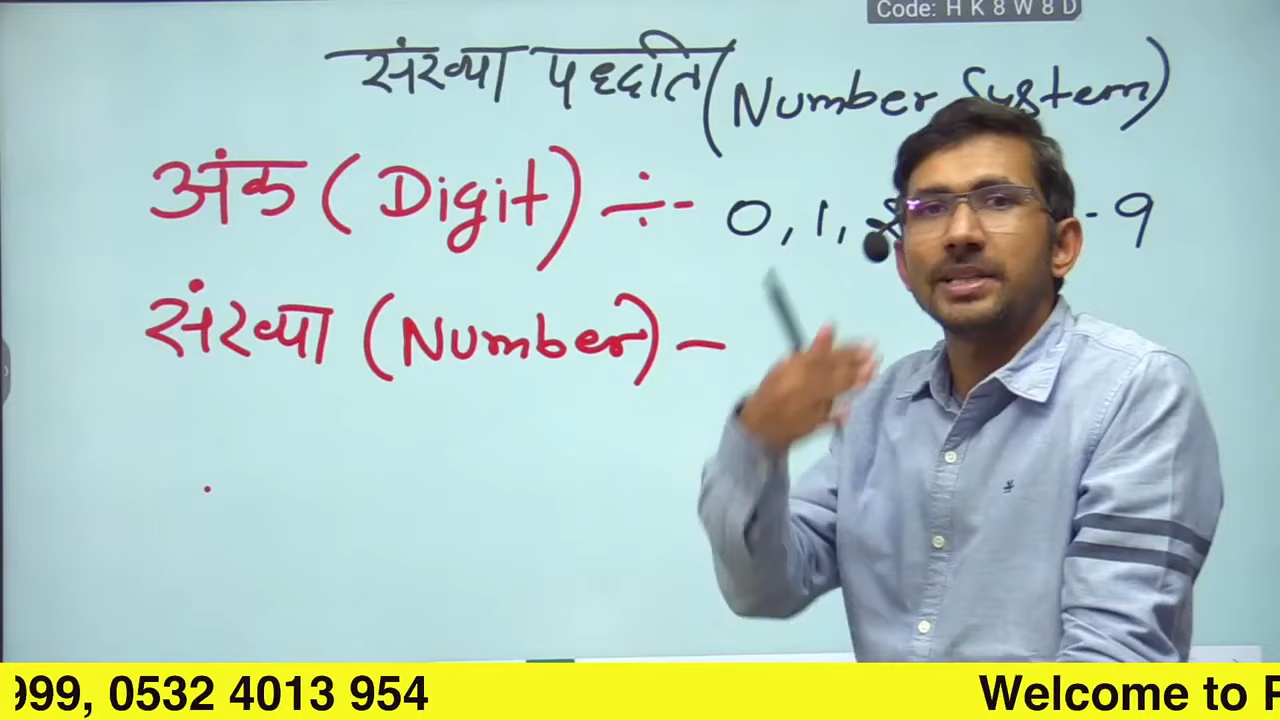 Code: H K 8 W 8 D
संख्या पद्धति (Number System)
अंक (Digit) ÷- 0, 1, - 9
संख्या (Number) -
999, 0532 4013 954
Welcome to